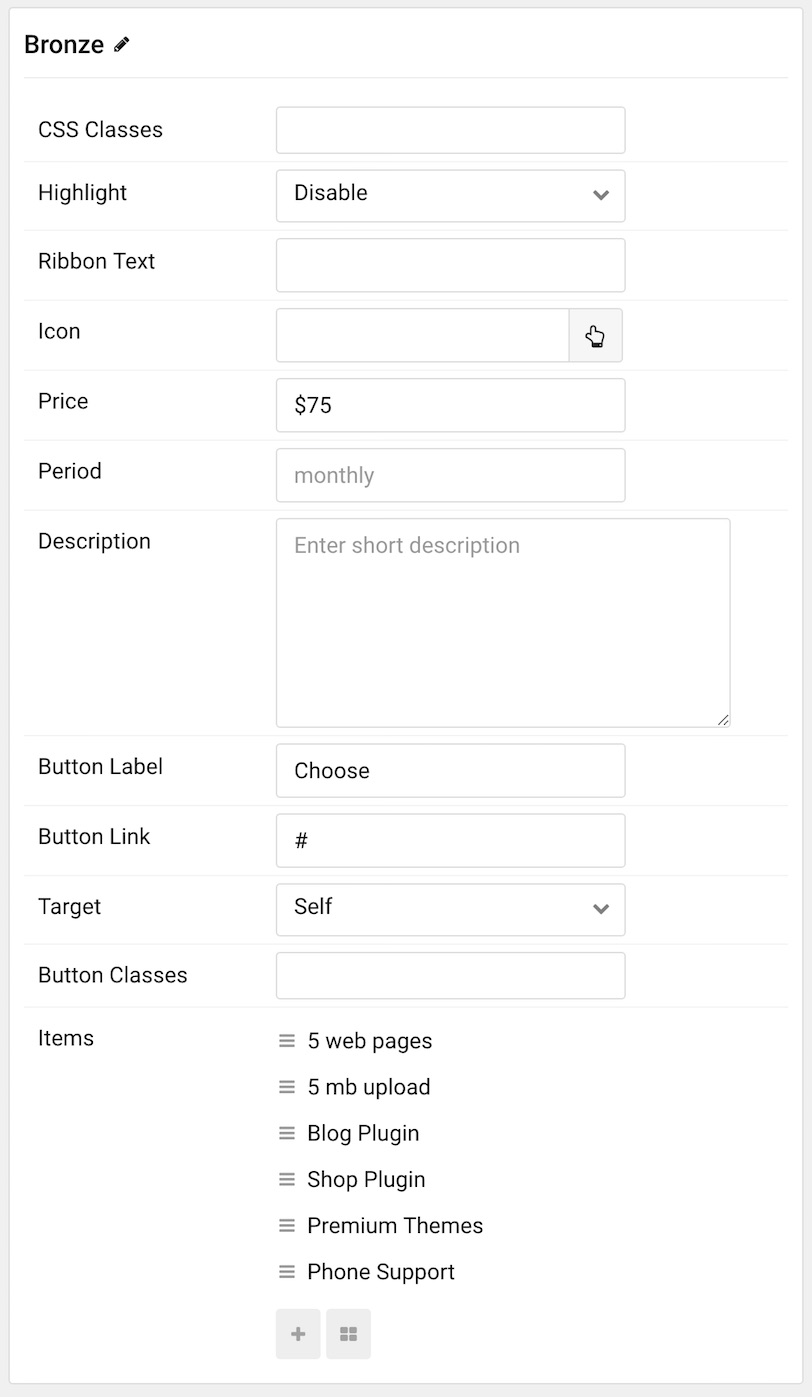 Bronze
CSS Classes
Highlight Disable
Ribbon Text
Icon
Price $75
Period monthly
Description Enter short description
Button Label Choose
Button Link #
Target Self
Button Classes
Items 5 web pages
5 mb upload
Blog Plugin
Shop Plugin
Premium Themes
Phone Support